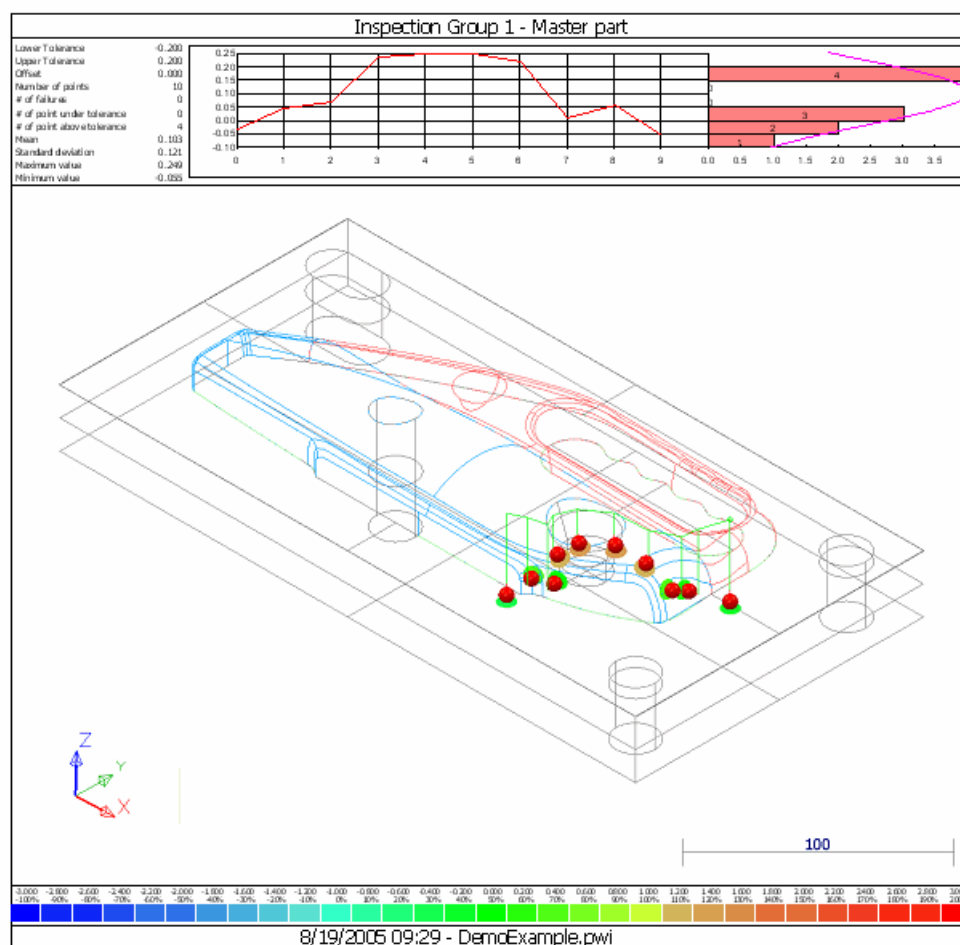 Inspection Group 1 - Master part
Lower Tolerance -0.200
Upper Tolerance 0.200
Offset 0.000
Number of points 10
# of failures 0
# of point under tolerance 0
# of point above tolerance 4
Mean 0.103
Standard deviation 0.121
Maximum value 0.249
Minimum value -0.055
0.25
0.20
0.15
0.10
0.05
0.00
-0.05
-0.10
0 1 2 3 4 5 6 7 8 9
4
3
2
1
0.0 0.5 1.0 1.5 2.0 2.5 3.0 3.5
Z
Y
X
100
8/19/2005 09:29 - DemoExample.pwi